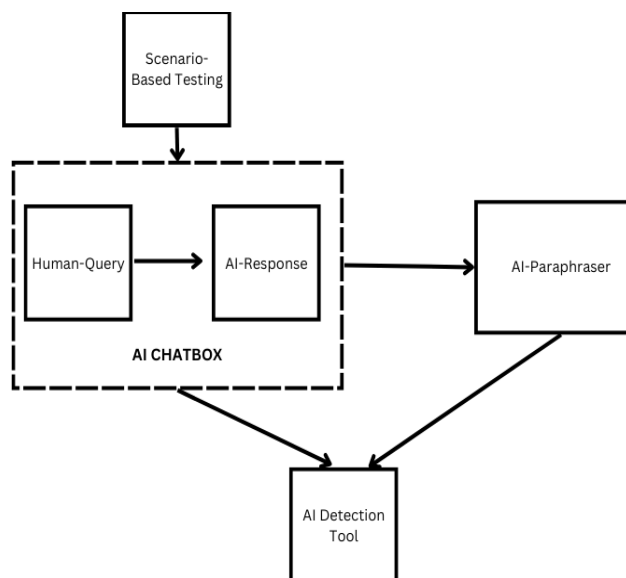 Scenario-
Based Testing
Human-Query
AI-Response
AI-Paraphraser
AI CHATBOX
AI Detection
Tool